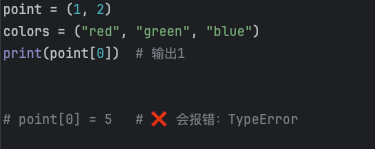 point = (1, 2)
colors = ("red", "green", "blue")
print(point[0])  # 输出1
# point[0] = 5   # ❌ 会报错：TypeError